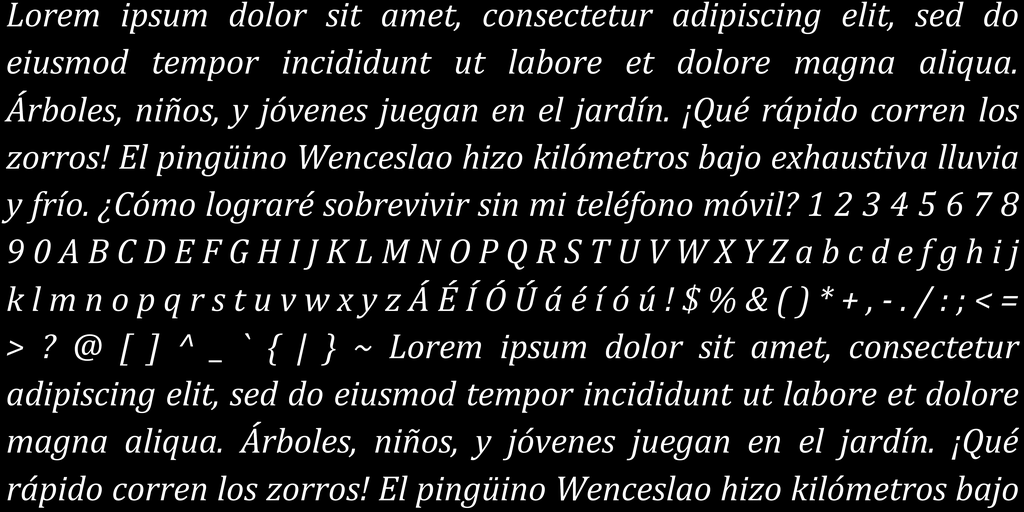 Lorem ipsum dolor sit amet, consectetur adipiscing elit, sed do
eiusmod tempor incididunt ut labore et dolore magna aliqua.
Árboles, niños, y jóvenes juegan en el jardín. ¡Qué rápido corren los
zorros! El pingüino Wenceslao hizo kilómetros bajo exhaustiva lluvia
y frío. ¿Cómo lograré sobrevivir sin mi teléfono móvil? 1 2 3 4 5 6 7 8
9 0 A B C D E F G H I J K L M N O P Q R S T U V W X Y Z a b c d e f g h i j
k l m n o p q r s t u v w x y z Á É Í Ó Ú á é í ó ú ! $ % & ( ) * + , - . / : ; < =
> ? @ [ ] ^ _ ` { | } ~ Lorem ipsum dolor sit amet, consectetur
adipiscing elit, sed do eiusmod tempor incididunt ut labore et dolore
magna aliqua. Árboles, niños, y jóvenes juegan en el jardín. ¡Qué
rápido corren los zorros! El pingüino Wenceslao hizo kilómetros bajo